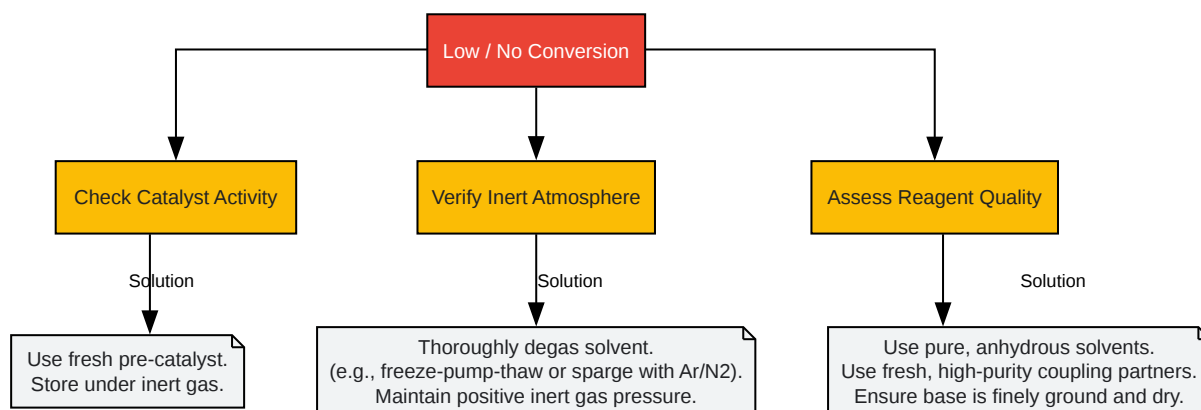 Low / No Conversion
Check Catalyst Activity
Verify Inert Atmosphere
Assess Reagent Quality
Solution
Solution
Solution
Use fresh pre-catalyst.
Store under inert gas.
Thoroughly degas solvent.
(e.g., freeze-pump-thaw or sparge with Ar/N2).
Maintain positive inert gas pressure.
Use pure, anhydrous solvents.
Use fresh, high-purity coupling partners.
Ensure base is finely ground and dry.